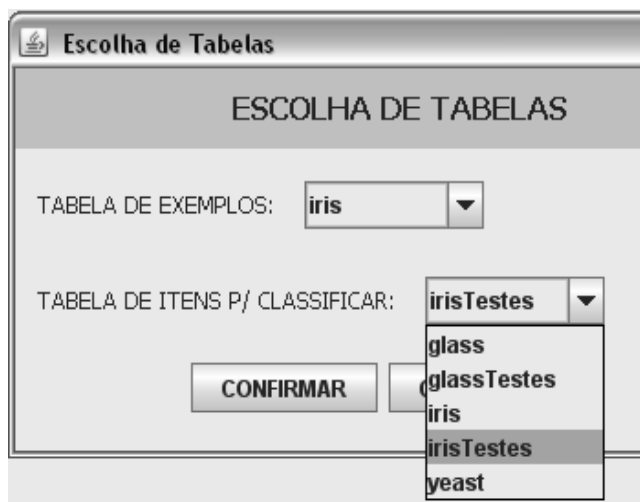 Escolha de Tabelas
ESCOLHA DE TABELAS
TABELA DE EXEMPLOS: iris
TABELA DE ITENS P/ CLASSIFICAR: irisTestes
glass
glassTestes
iris
irisTestes
yeast
CONFIRMAR